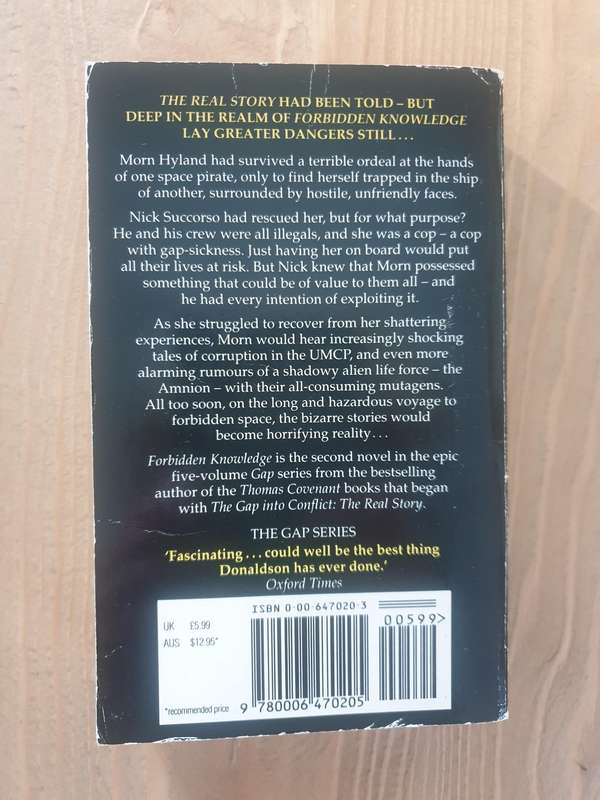 THE REAL STORY HAD BEEN TOLD – BUT
DEEP IN THE REALM OF FORBIDDEN KNOWLEDGE
LAY GREATER DANGERS STILL...
Morn Hyland had survived a terrible ordeal at the hands
of one space pirate, only to find herself trapped in the ship
of another, surrounded by hostile, unfriendly faces.
Nick Succorso had rescued her, but for what purpose?
He and his crew were all illegals, and she was a cop – a cop
with gap-sickness. Just having her on board would put
all their lives at risk. But Nick knew that Morn possessed
something that could be of value to them all – and
he had every intention of exploiting it.
As she struggled to recover from her shattering
experiences, Morn would hear increasingly shocking
tales of corruption in the UMCP, and even more
alarming rumours of a shadowy alien life force – the
Amnion – with their all-consuming mutagens.
All too soon, on the long and hazardous voyage to
forbidden space, the bizarre stories would
become horrifying reality...
Forbidden Knowledge is the second novel in the epic
five-volume Gap series from the bestselling
author of the Thomas Covenant books that began
with The Gap into Conflict: The Real Story.
THE GAP SERIES
'Fascinating... could well be the best thing
Donaldson has ever done.'
Oxford Times
ISBN 0-00-647020-3
UK £5.99
AUS $12.95*
*recommended price
00599>
9 780006 470205